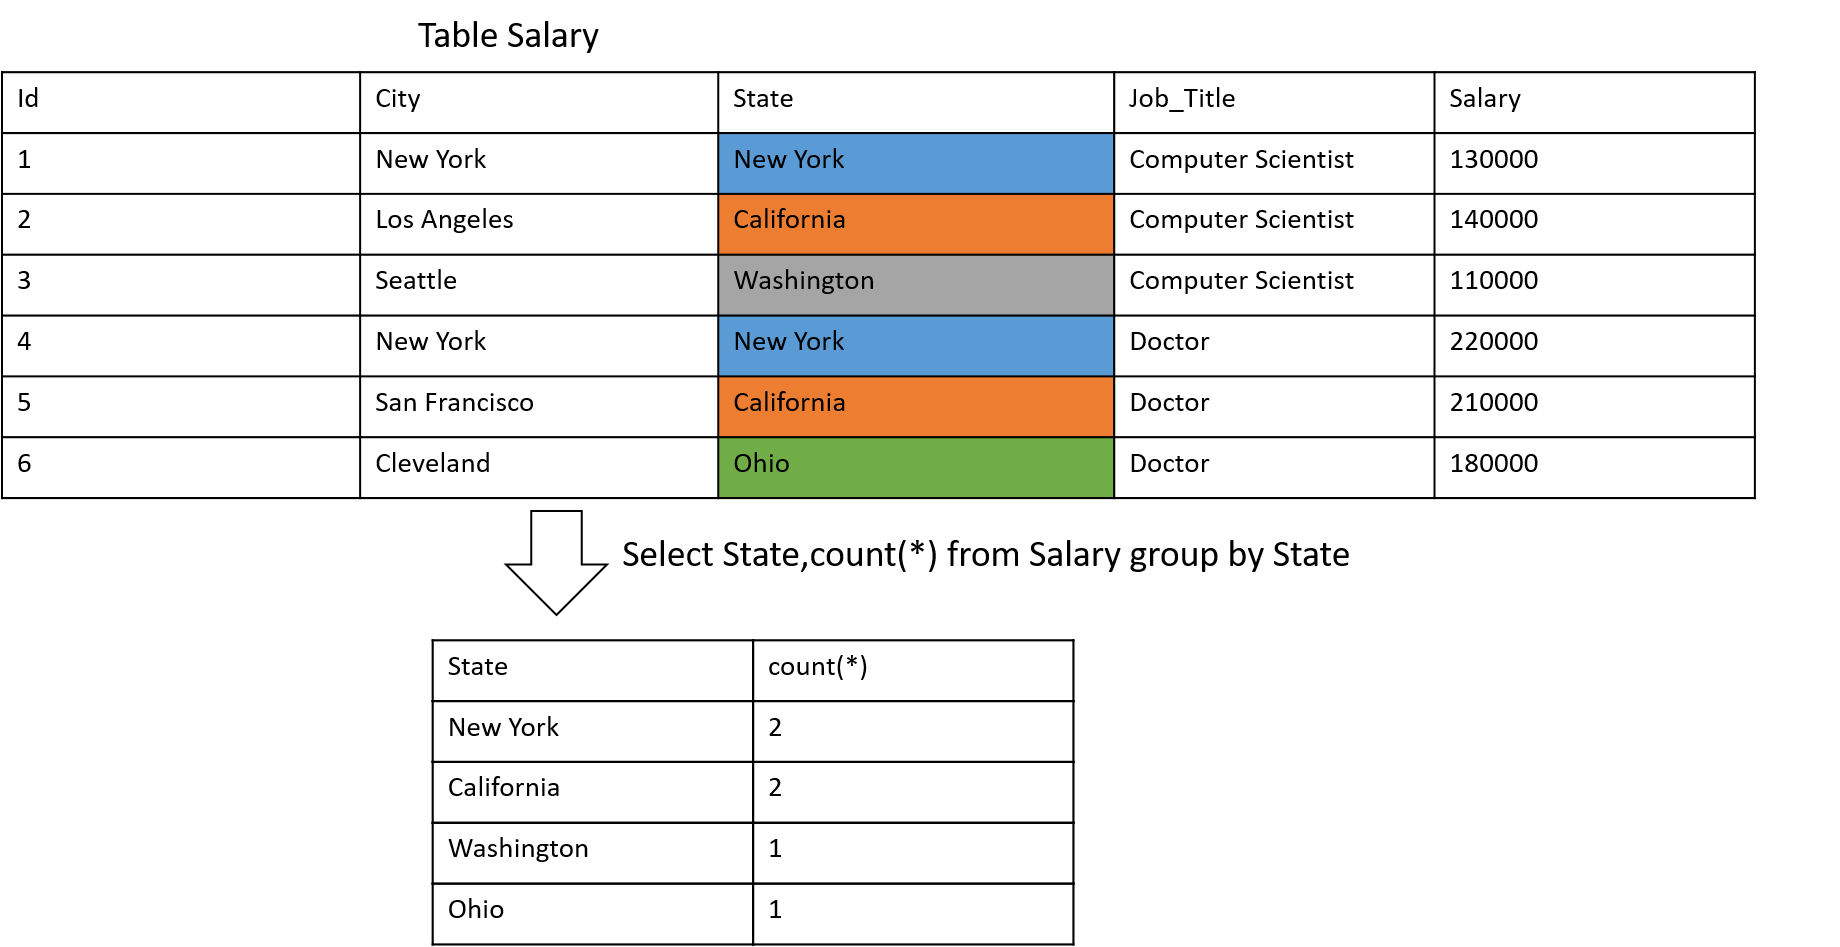 Table Salary
Id City State Job_Title Salary
1 New York New York Computer Scientist 130000
2 Los Angeles California Computer Scientist 140000
3 Seattle Washington Computer Scientist 110000
4 New York New York Doctor 220000
5 San Francisco California Doctor 210000
6 Cleveland Ohio Doctor 180000
Select State,count(*) from Salary group by State
State count(*)
New York 2
California 2
Washington 1
Ohio 1